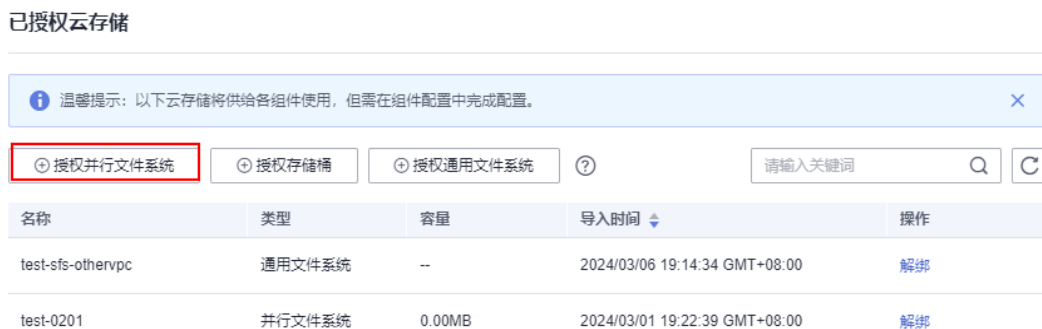 已授权云存储
温馨提示：以下云存储将供给各组件使用，但需在组件配置中完成配置。
授权并行文件系统 授权存储桶 授权通用文件系统 请输入关键词
名称 类型 容量 导入时间 操作
test-sfs-othervpc 通用文件系统 -- 2024/03/06 19:14:34 GMT+08:00 解绑
test-0201 并行文件系统 0.00MB 2024/03/01 19:22:39 GMT+08:00 解绑